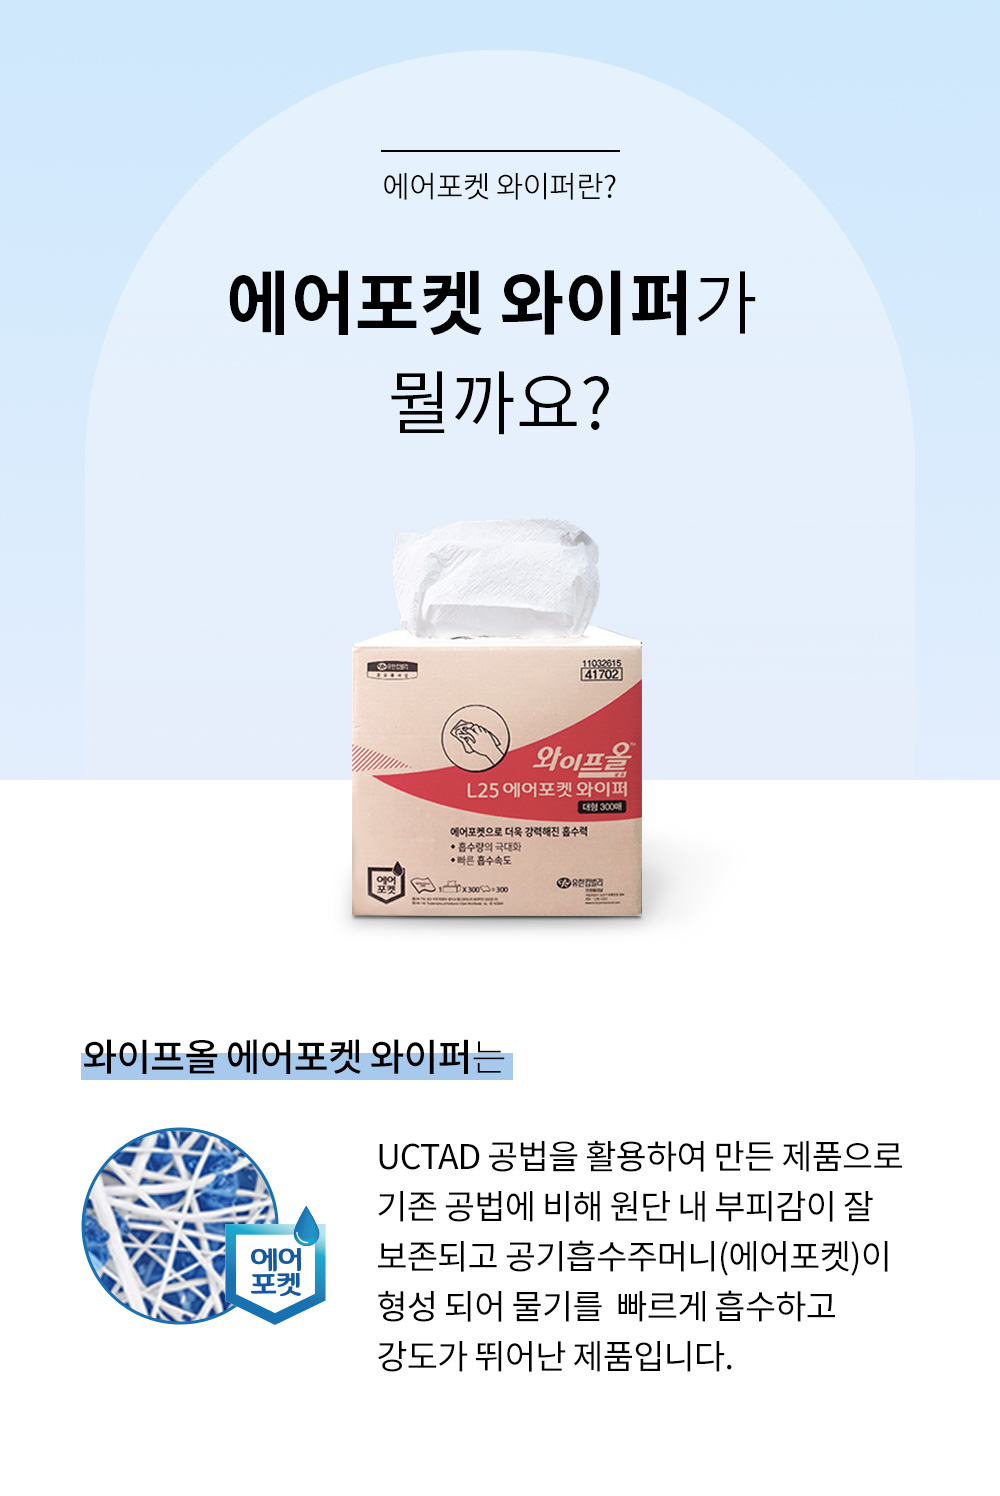 에어포켓 와이퍼란?
에어포켓 와이퍼가
뭘까요?
유한킴벌리
11032615
41702
와이프올
L25 에어포켓 와이퍼
대형 300매
에어포켓으로 더욱 강력해진 흡수력
• 흡수량의 극대화
• 빠른 흡수속도
에어
포켓
1 X300 =300
유한킴벌리
와이프올 에어포켓 와이퍼는
에어
포켓
UCTAD 공법을 활용하여 만든 제품으로
기존 공법에 비해 원단 내 부피감이 잘
보존되고 공기흡수주머니(에어포켓)이
형성 되어 물기를 빠르게 흡수하고
강도가 뛰어난 제품입니다.